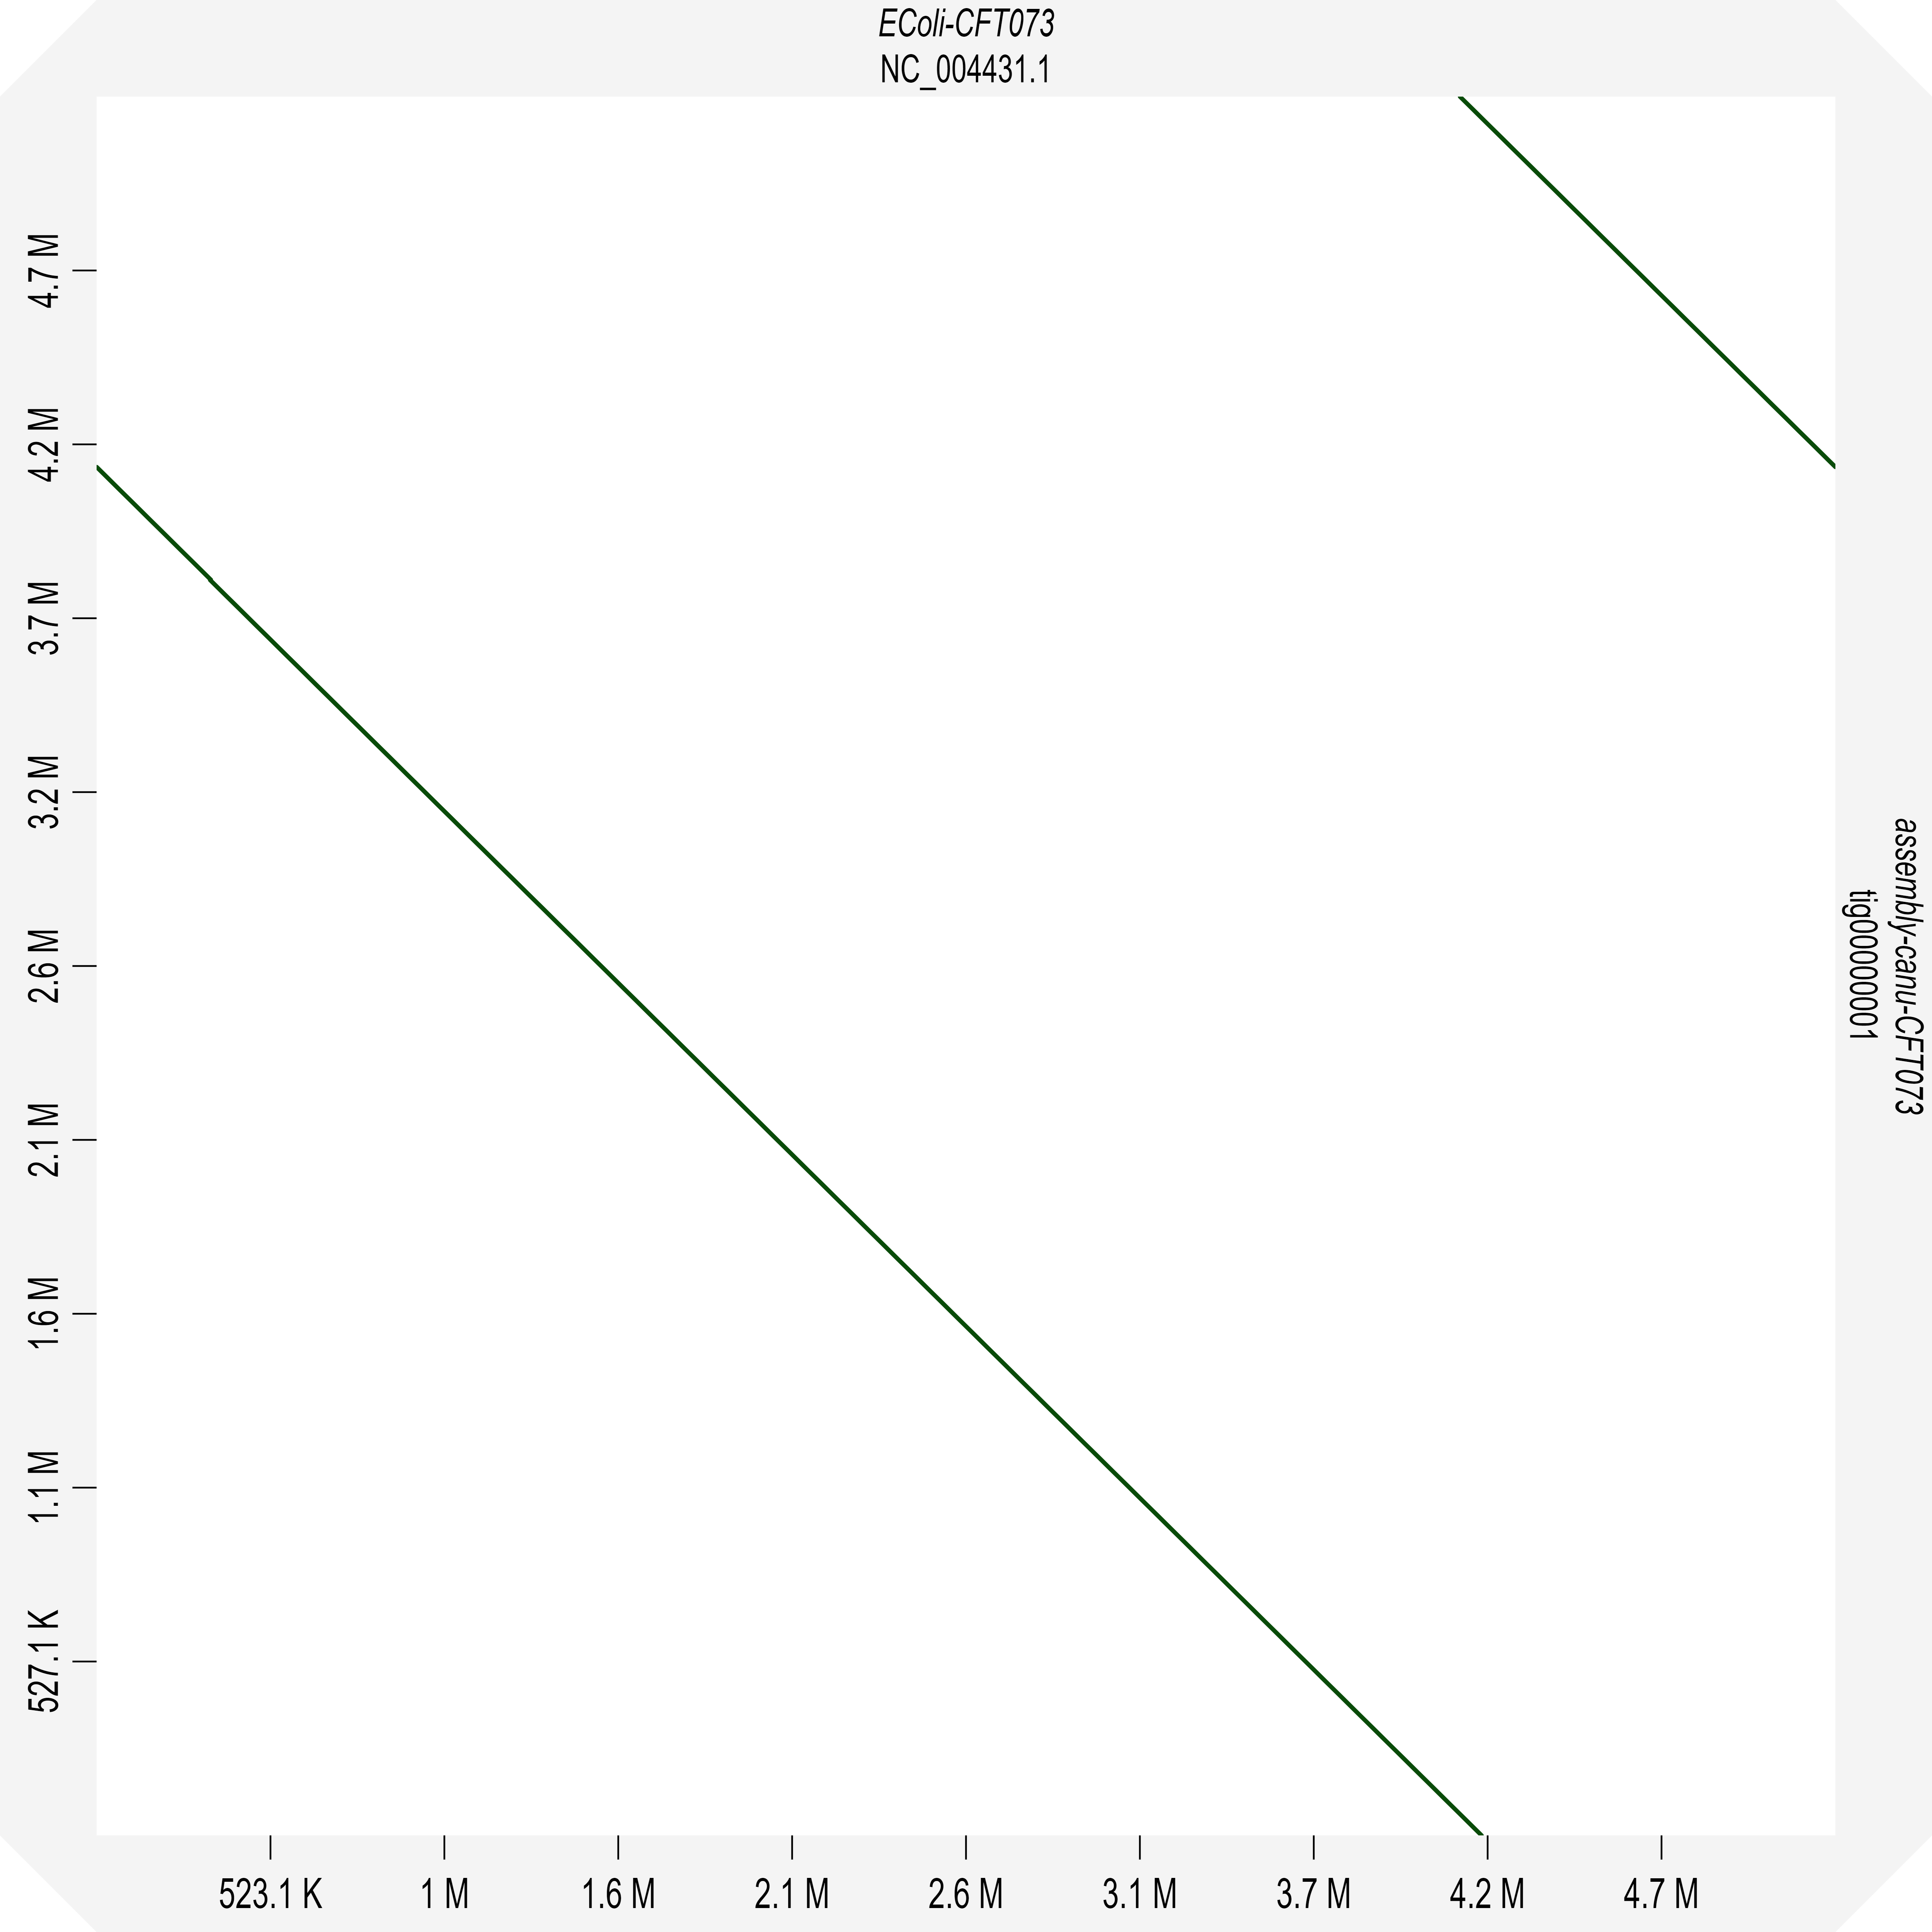 EColi-CFT073
NC_004431.1
4.7 M
4.2 M
3.7 M
3.2 M
2.6 M
2.1 M
1.6 M
1.1 M
527.1 K
assembly-canu-CFT073
tig00000001
523.1 K
1 M
1.6 M
2.1 M
2.6 M
3.1 M
3.7 M
4.2 M
4.7 M